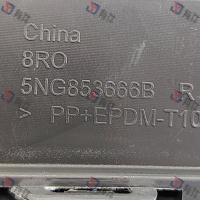 China
8RO
5NG853666B R
> PP+EPDM-T10